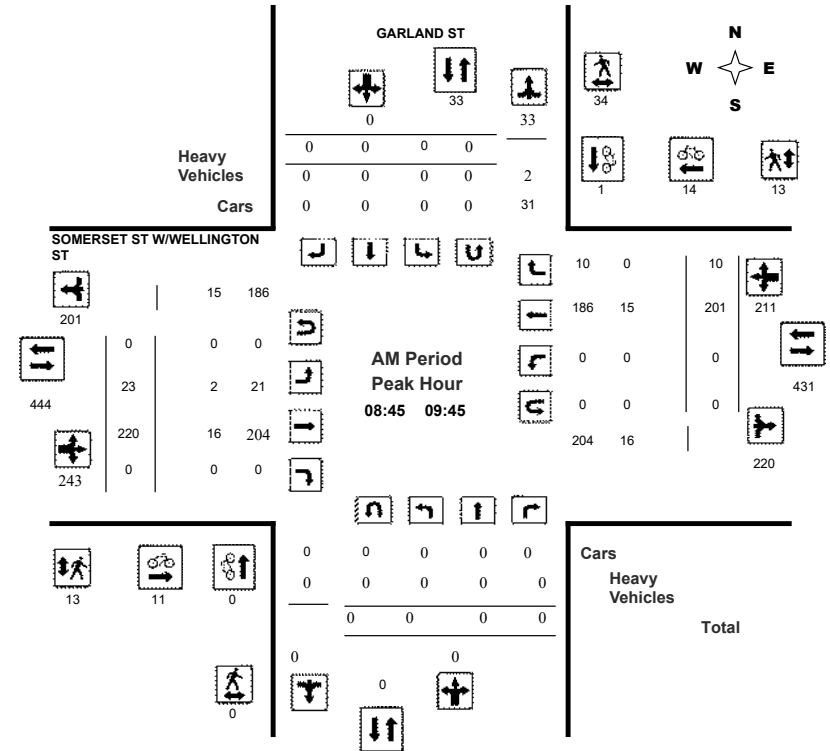 GARLAND ST
N
W E
S
33
34
0 33
0 0 0 0
Heavy
Vehicles
0 0 0 0 2
Cars
0 0 0 0 31
1 14 13
SOMERSET ST W/WELLINGTON
ST
15 186
201
10 0 10
186 15 201 211
0 0 0
23 2 21
444
AM Period
Peak Hour
08:45 09:45
0 0 0
431
220 16 204
243
0 0 0
0 0 0
204 16
220
0 0 0 0 0
Cars
0 0 0 0 0
Heavy
Vehicles
0 0 0 0
Total
13 11 0
0 0
0
0